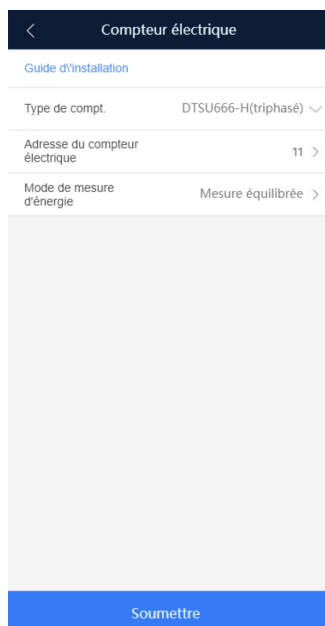 Compteur électrique
Guide d\'installation
Type de compt. DTSU666-H(triphasé)
Adresse du compteur
électrique 11
Mode de mesure
d'énergie Mesure équilibrée
Soumettre